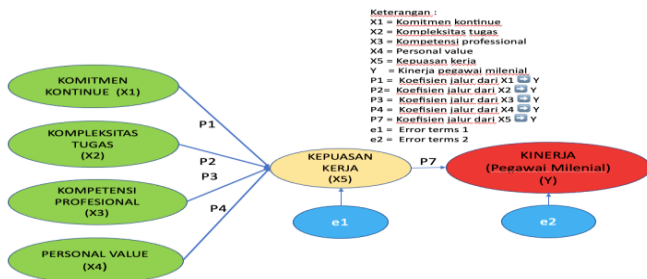 Keterangan :
X1 = Komitmen kontinue
X2 = Kompleksitas tugas
X3 = Kompetensi professional
X4 = Personal value
X5 = Kepuasan kerja
Y = Kinerja pegawai milenial
P1 = Koefisien jalur dari X1 ➡ Y
P2= Koefisien jalur dari X2 ➡ Y
P3 = Koefisien jalur dari X3 ➡ Y
P4 = Koefisien jalur dari X4 ➡ Y
P7 = Koefisien jalur dari X5 ➡ Y
e1 = Error terms 1
e2 = Error terms 2
KOMITMEN
KONTINUE (X1)
KOMPLEKSITAS
TUGAS
(X2)
KOMPETENSI
PROFESIONAL
(X3)
PERSONAL VALUE
(X4)
P1
P2
P3
P4
KEPUASAN
KERJA
(X5)
P7
KINERJA
(Pegawai Milenial)
(Y)
e1
e2